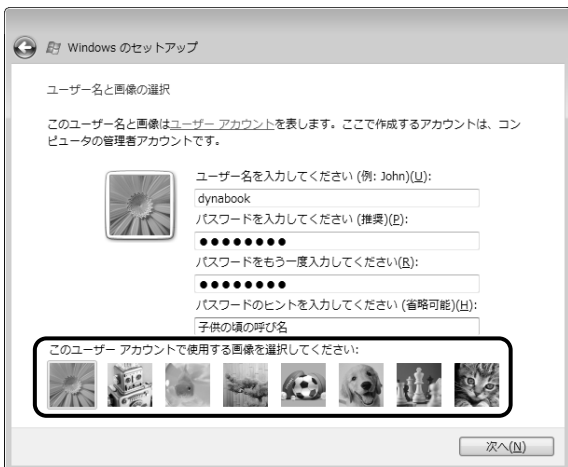 Windows のセットアップ
ユーザー名と画像の選択
このユーザー名と画像はユーザー アカウントを表します。ここで作成するアカウントは、コン
ピュータの管理者アカウントです。
ユーザー名を入力してください (例: John)(U):
dynabook
パスワードを入力してください (推奨)(P):
●●●●●●●●
パスワードをもう一度入力してください(R):
●●●●●●●●
パスワードのヒントを入力してください (省略可能)(H):
子供の頃の呼び名
このユーザー アカウントで使用する画像を選択してください:
次へ(N)